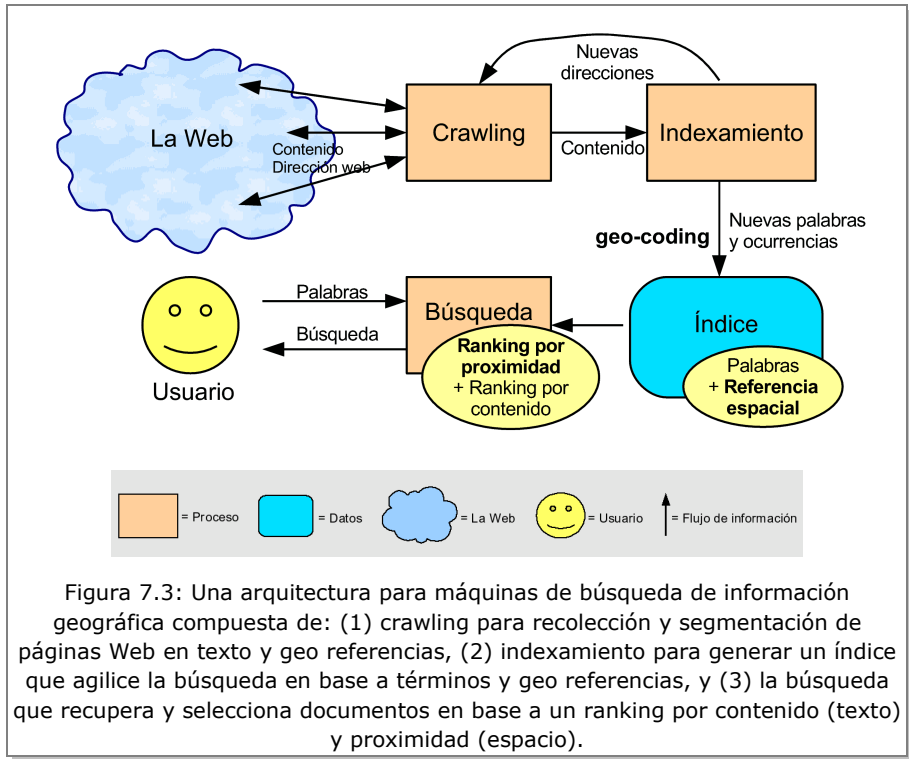 Nuevas
direcciones
La Web
Crawling
Indexamiento
Contenido
Dirección web
Contenido
geo-coding
Nuevas palabras
y ocurrencias
Palabras
Búsqueda
Usuario
Búsqueda
Ranking por
proximidad
+ Ranking por
contenido
Índice
Palabras
+ Referencia
espacial
= Proceso
= Datos
= La Web
= Usuario
= Flujo de información
Figura 7.3: Una arquitectura para máquinas de búsqueda de información
geográfica compuesta de: (1) crawling para recolección y segmentación de
páginas Web en texto y geo referencias, (2) indexamiento para generar un índice
que agilice la búsqueda en base a términos y geo referencias, y (3) la búsqueda
que recupera y selecciona documentos en base a un ranking por contenido (texto)
y proximidad (espacio).